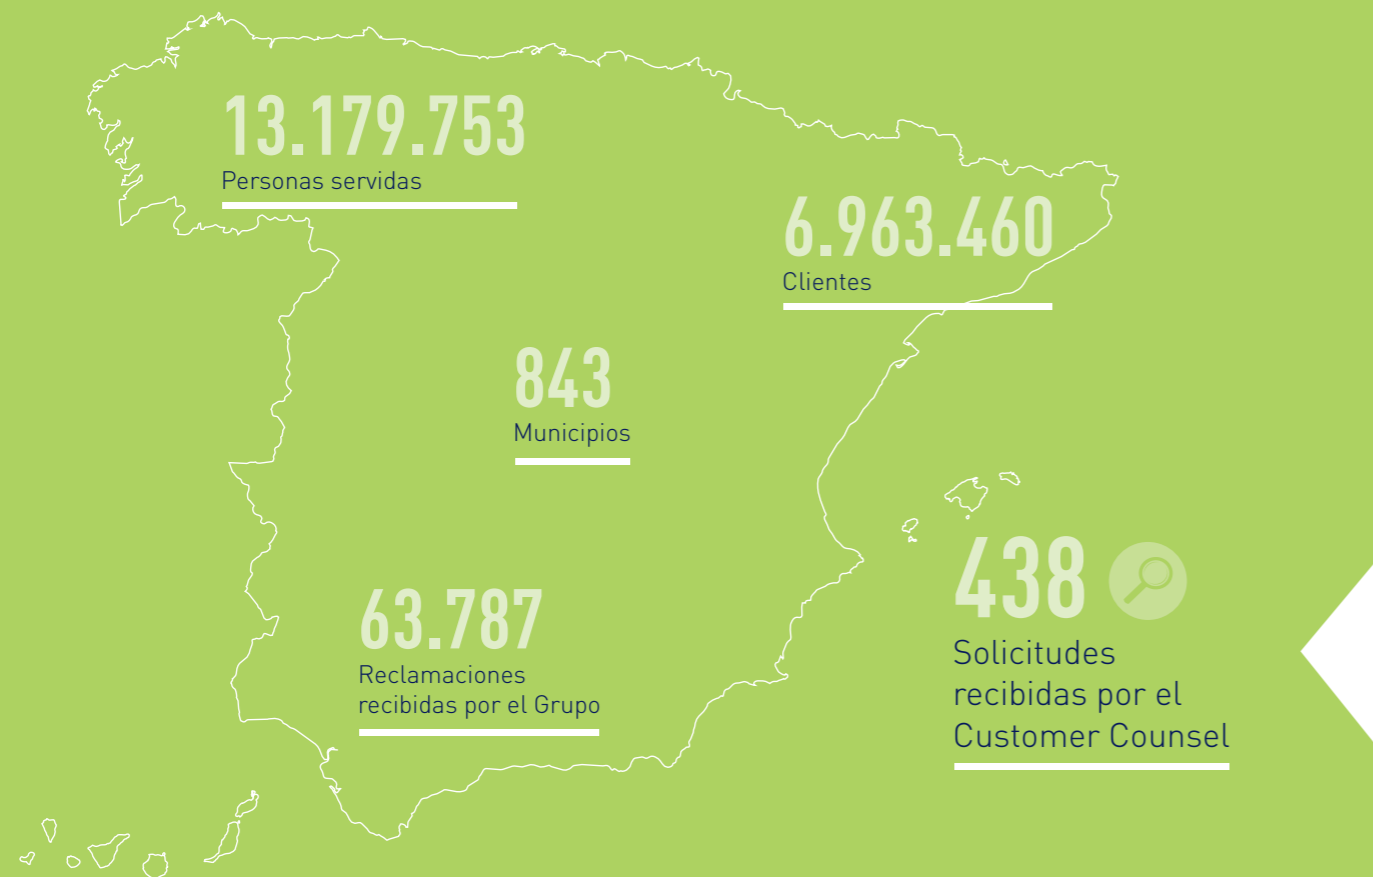 13.179.753
Personas servidas
6.963.460
Clientes
843
Municipios
63.787
Reclamaciones
recibidas por el Grupo
438
Solicitudes
recibidas por el
Customer Counsel